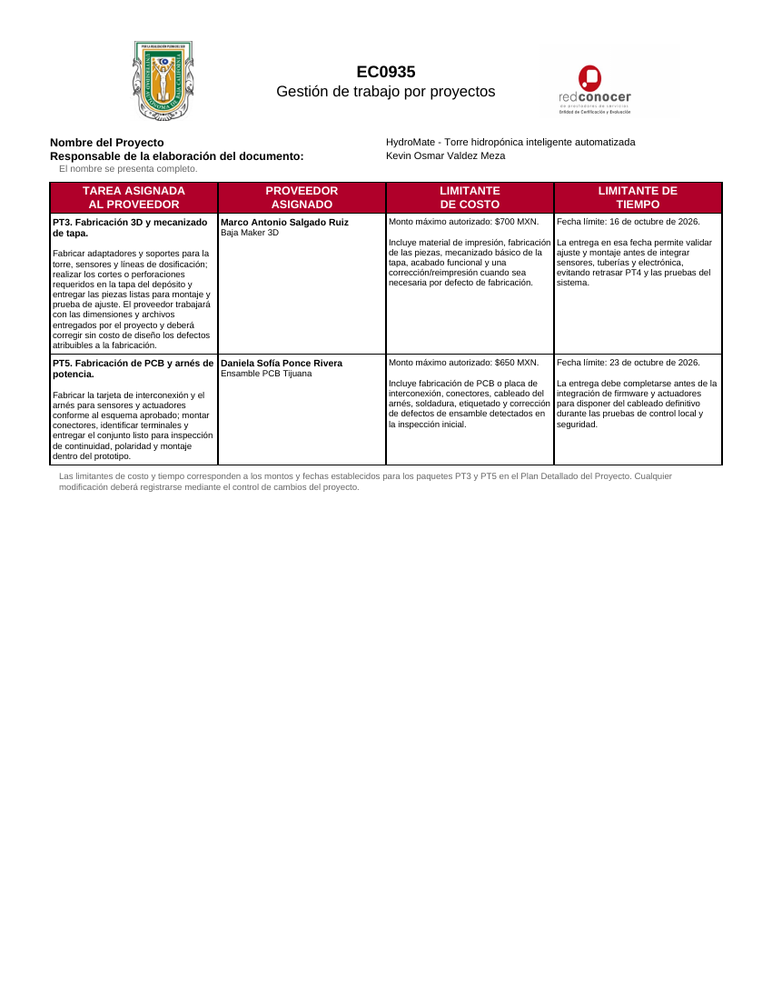 POR LA REALIZACIÓN PLENA DEL SER
UNIVERSIDAD AUTÓNOMA DE BAJA CALIFORNIA
EC0935
Gestión de trabajo por proyectos
redconocer
de prestadores de servicios
Entidad de Certificación y Evaluación
Nombre del Proyecto
HydroMate - Torre hidropónica inteligente automatizada
Responsable de la elaboración del documento:
Kevin Osmar Valdez Meza
El nombre se presenta completo.
TAREA ASIGNADA
AL PROVEEDOR
PROVEEDOR
ASIGNADO
LIMITANTE
DE COSTO
LIMITANTE DE
TIEMPO
PT3. Fabricación 3D y mecanizado
de tapa.
Fabricar adaptadores y soportes para la
torre, sensores y líneas de dosificación;
realizar los cortes o perforaciones
requeridos en la tapa del depósito y
entregar las piezas listas para montaje y
prueba de ajuste. El proveedor trabajará
con las dimensiones y archivos
entregados por el proyecto y deberá
corregir sin costo de diseño los defectos
atribuibles a la fabricación.
Marco Antonio Salgado Ruiz
Baja Maker 3D
Monto máximo autorizado: $700 MXN.
Incluye material de impresión, fabricación
de las piezas, mecanizado básico de la
tapa, acabado funcional y una
corrección/reimpresión cuando sea
necesaria por defecto de fabricación.
Fecha límite: 16 de octubre de 2026.
La entrega en esa fecha permite validar
ajuste y montaje antes de integrar
sensores, tuberías y electrónica,
evitando retrasar PT4 y las pruebas del
sistema.
PT5. Fabricación de PCB y arnés de
potencia.
Fabricar la tarjeta de interconexión y el
arnés para sensores y actuadores
conforme al esquema aprobado; montar
conectores, identificar terminales y
entregar el conjunto listo para inspección
de continuidad, polaridad y montaje
dentro del prototipo.
Daniela Sofía Ponce Rivera
Ensamble PCB Tijuana
Monto máximo autorizado: $650 MXN.
Incluye fabricación de PCB o placa de
interconexión, conectores, cableado del
arnés, soldadura, etiquetado y corrección
de defectos de ensamble detectados en
la inspección inicial.
Fecha límite: 23 de octubre de 2026.
La entrega debe completarse antes de la
integración de firmware y actuadores
para disponer del cableado definitivo
durante las pruebas de control local y
seguridad.
Las limitantes de costo y tiempo corresponden a los montos y fechas establecidos para los paquetes PT3 y PT5 en el Plan Detallado del Proyecto. Cualquier
modificación deberá registrarse mediante el control de cambios del proyecto.